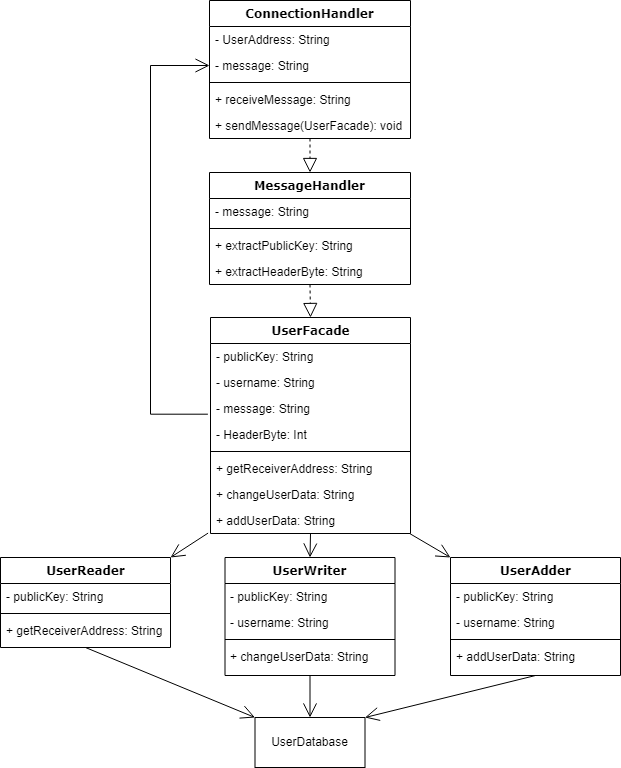 ConnectionHandler
- UserAddress: String
- message: String
+ receiveMessage: String
+ sendMessage(UserFacade): void
MessageHandler
- message: String
+ extractPublicKey: String
+ extractHeaderByte: String
UserFacade
- publicKey: String
- username: String
- message: String
- HeaderByte: Int
+ getReceiverAddress: String
+ changeUserData: String
+ addUserData: String
UserReader
- publicKey: String
+ getReceiverAddress: String
UserWriter
- publicKey: String
- username: String
+ changeUserData: String
UserAdder
- publicKey: String
- username: String
+ addUserData: String
UserDatabase